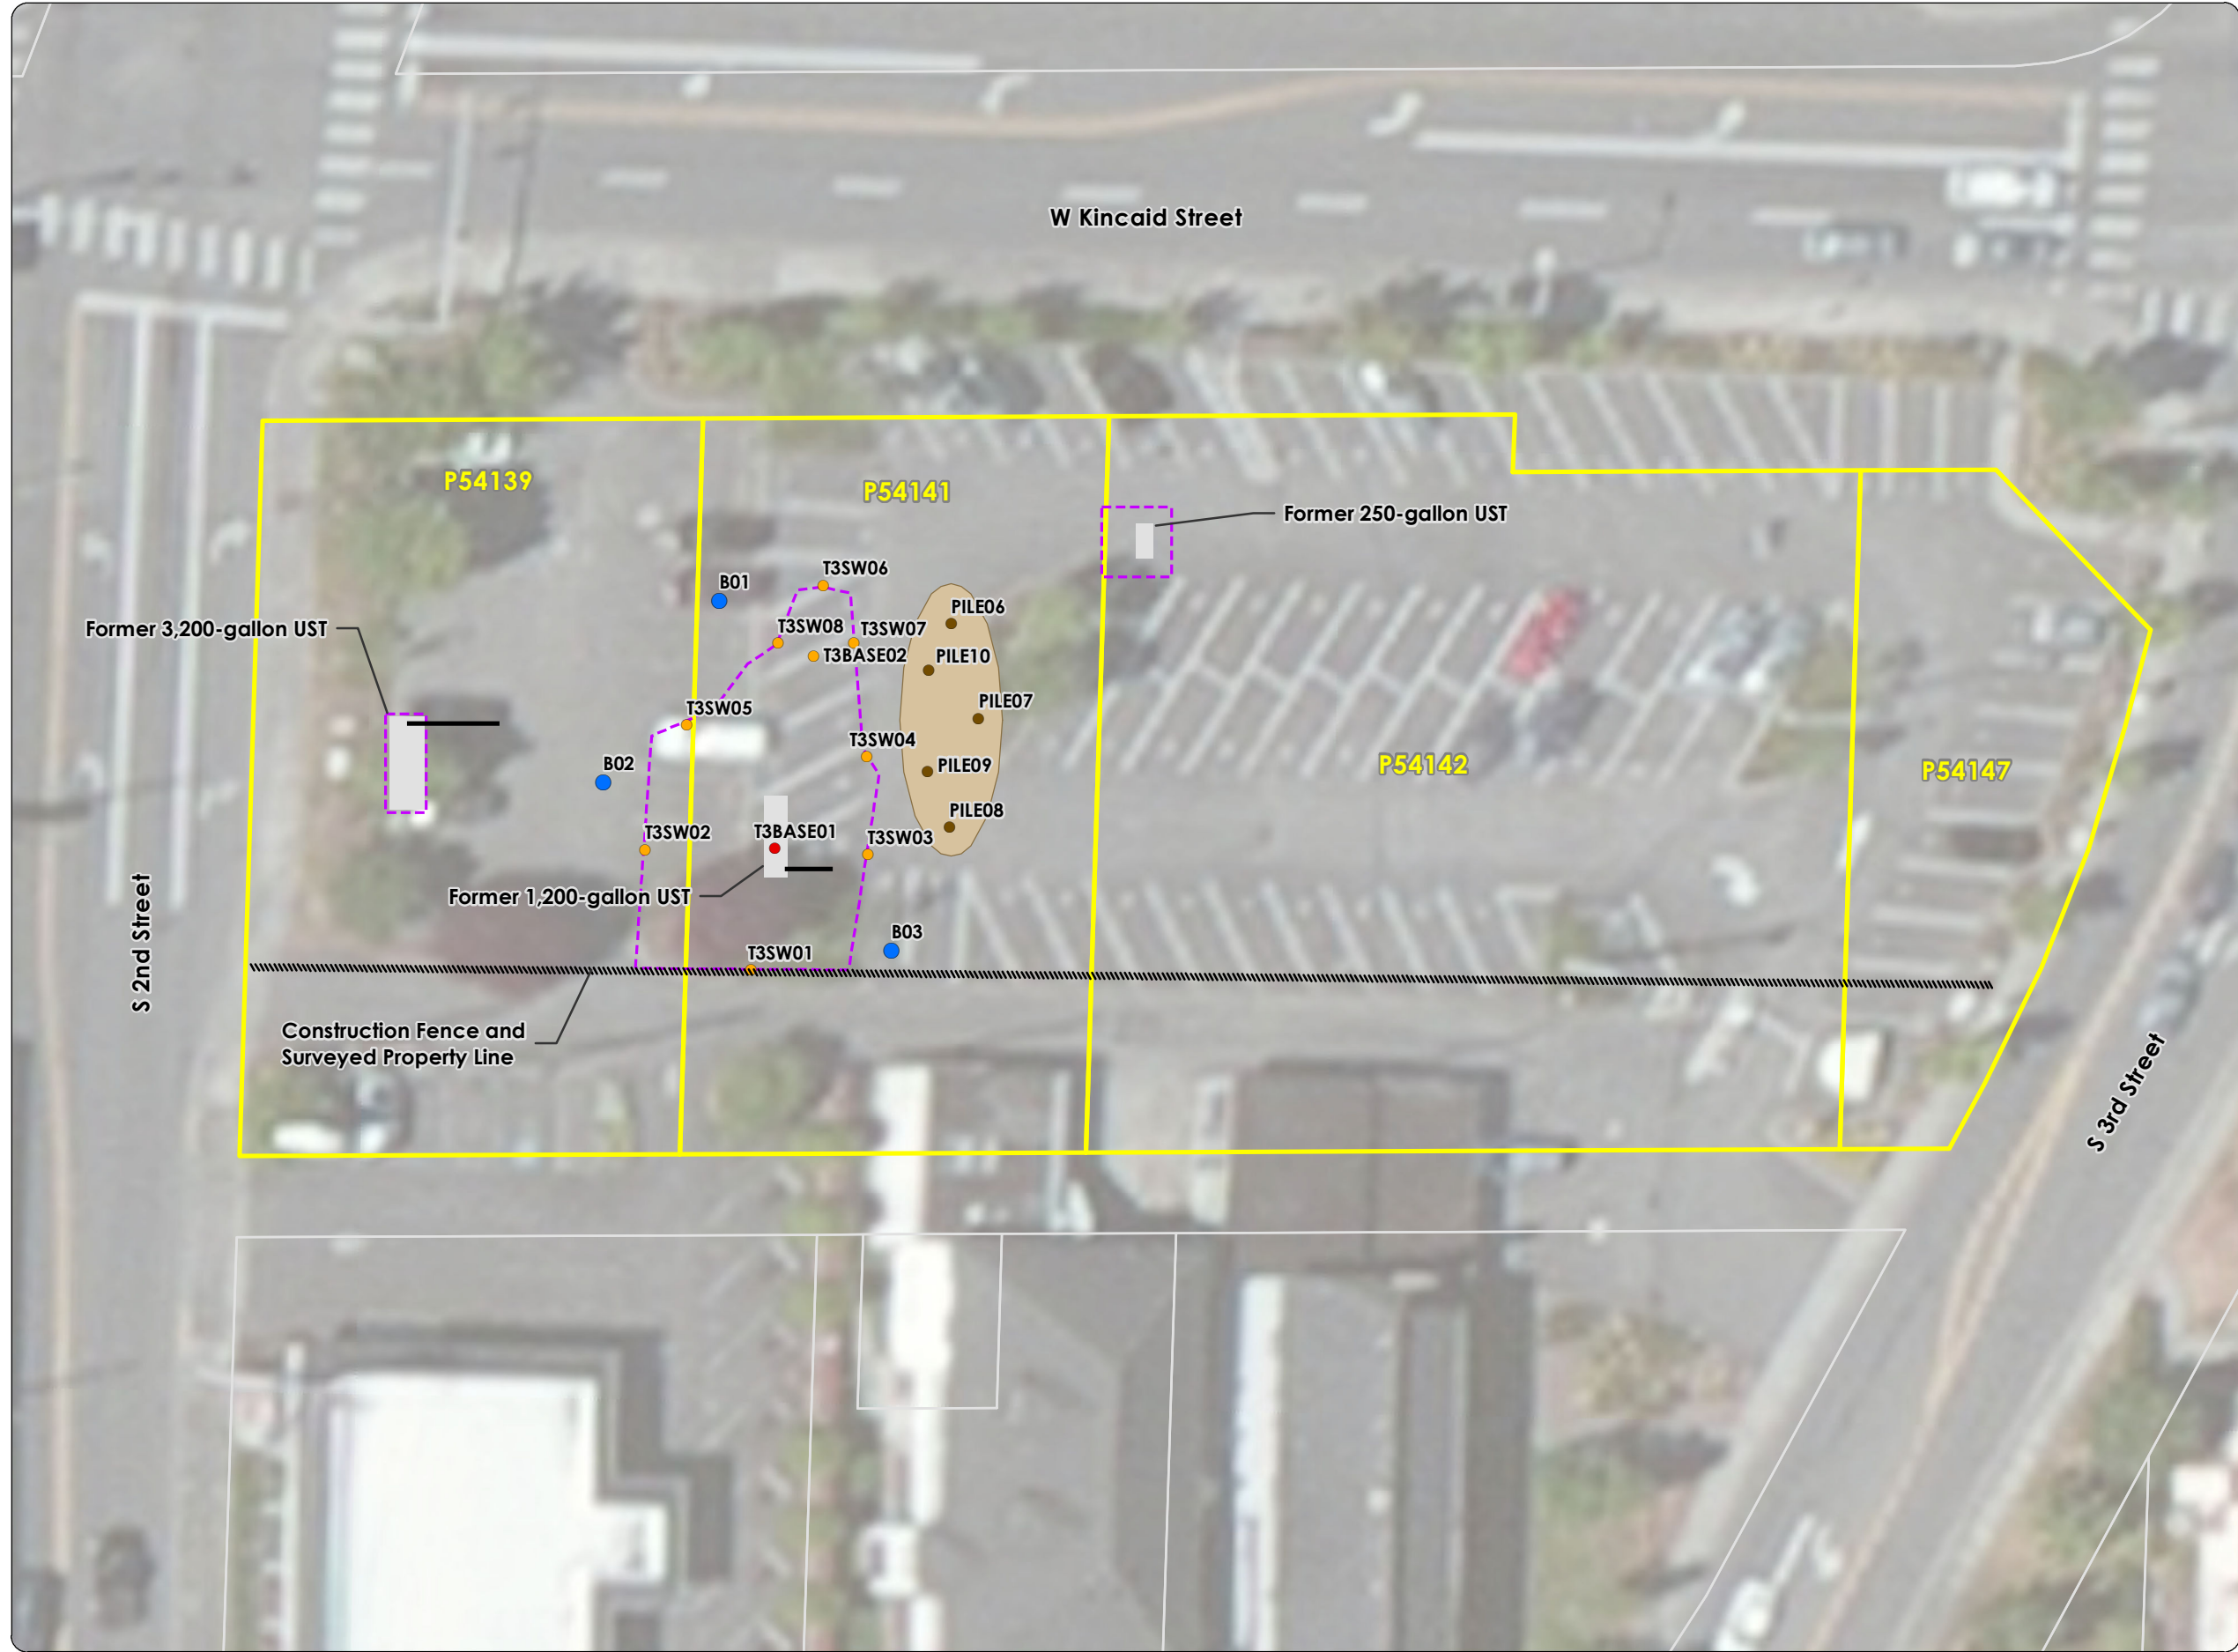 W Kincaid Street
P54139
P54141
Former 250-gallon UST
T3SW06
B01
PILE06
Former 3,200-gallon UST
T3SW08
T3SW07
T3BASE02
PILE10
PILE07
T3SW05
T3SW04
B02
PILE09
P54142
P54147
PILE08
T3SW02
T3BASE01
T3SW03
Former 1,200-gallon UST
B03
S 2nd Street
T3SW01
Construction Fence and
Surveyed Property Line
S 3rd Street